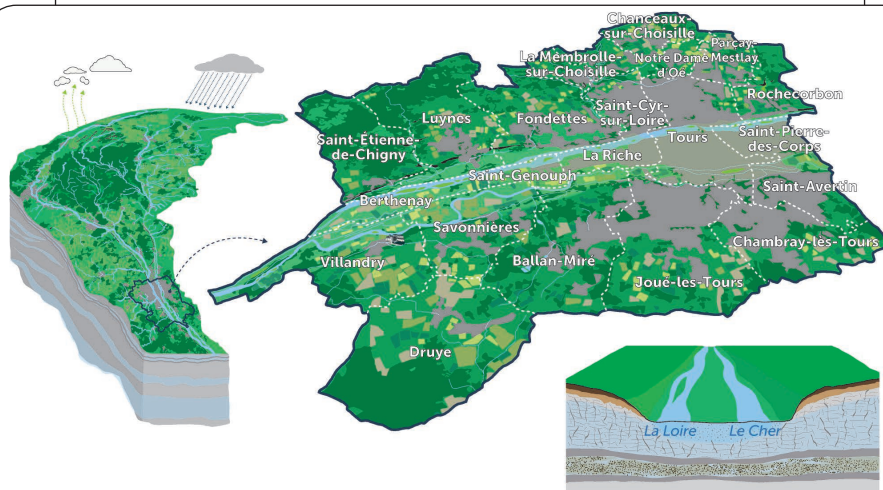 Chanceaux-
sur-Choisille
La Membrolle-
sur-Choisille
Notre Dame
d'Oé
Parçay-
Meslay
Rochecorbon
Luynes
Fondettes
Saint-Cyr-
sur-Loire
Saint-Étienne-
de-Chigny
Tours
Saint-Pierre-
des-Corps
La Riche
Saint-Genouph
Saint-Avertin
Berthenay
Savonnières
Chambray-lès-Tours
Villandry
Ballan-Miré
Joué-les-Tours
Druye
La Loire
Le Cher